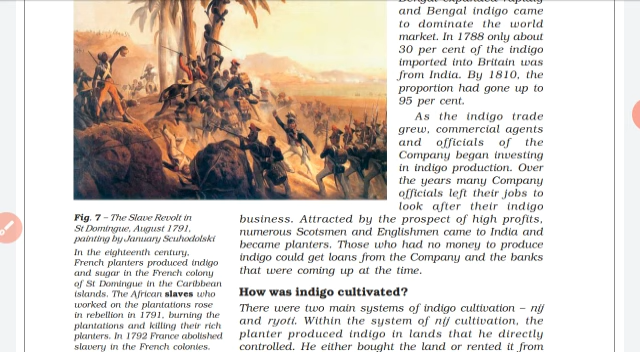 Bengal expanded rapidly
and Bengal indigo came
to dominate the world
market. In 1788 only about
30 per cent of the indigo
imported into Britain was
from India. By 1810, the
proportion had gone up to
95 per cent.
As the indigo trade
grew, commercial agents
and officials of the
Company began investing
in indigo production. Over
the years many Company
officials left their jobs to
look after their indigo
business. Attracted by the prospect of high profits,
numerous Scotsmen and Englishmen came to India and
became planters. Those who had no money to produce
indigo could get loans from the Company and the banks
that were coming up at the time.
Fig. 7 – The Slave Revolt in
St Domingue, August 1791,
painting by January Scuhodolski
In the eighteenth century,
French planters produced indigo
and sugar in the French colony
of St Domingue in the Caribbean
islands. The African slaves who
worked on the plantations rose
in rebellion in 1791, burning the
plantations and killing their rich
planters. In 1792 France abolished
slavery in the French colonies.
How was indigo cultivated?
There were two main systems of indigo cultivation – nij
and ryoti. Within the system of nij cultivation, the
planter produced indigo in lands that he directly
controlled. He either bought the land or rented it from